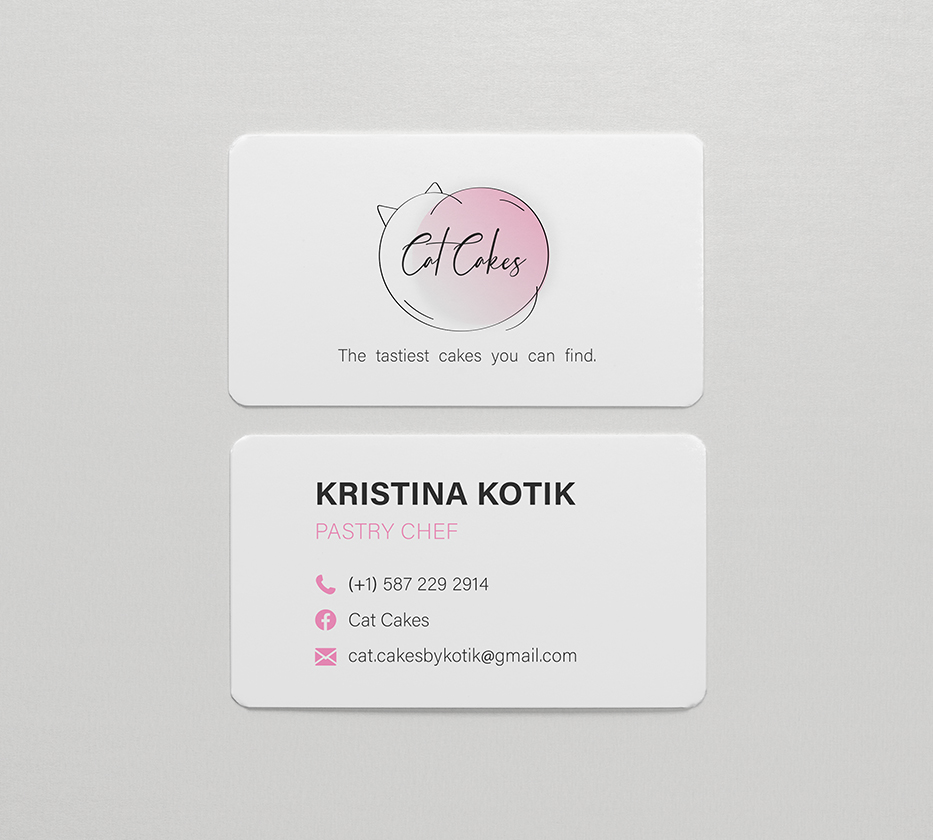 Cat Cakes
The tastiest cakes you can find.
KRISTINA KOTIK
PASTRY CHEF
(+1) 587 229 2914
Cat Cakes
cat.cakesbykotik@gmail.com